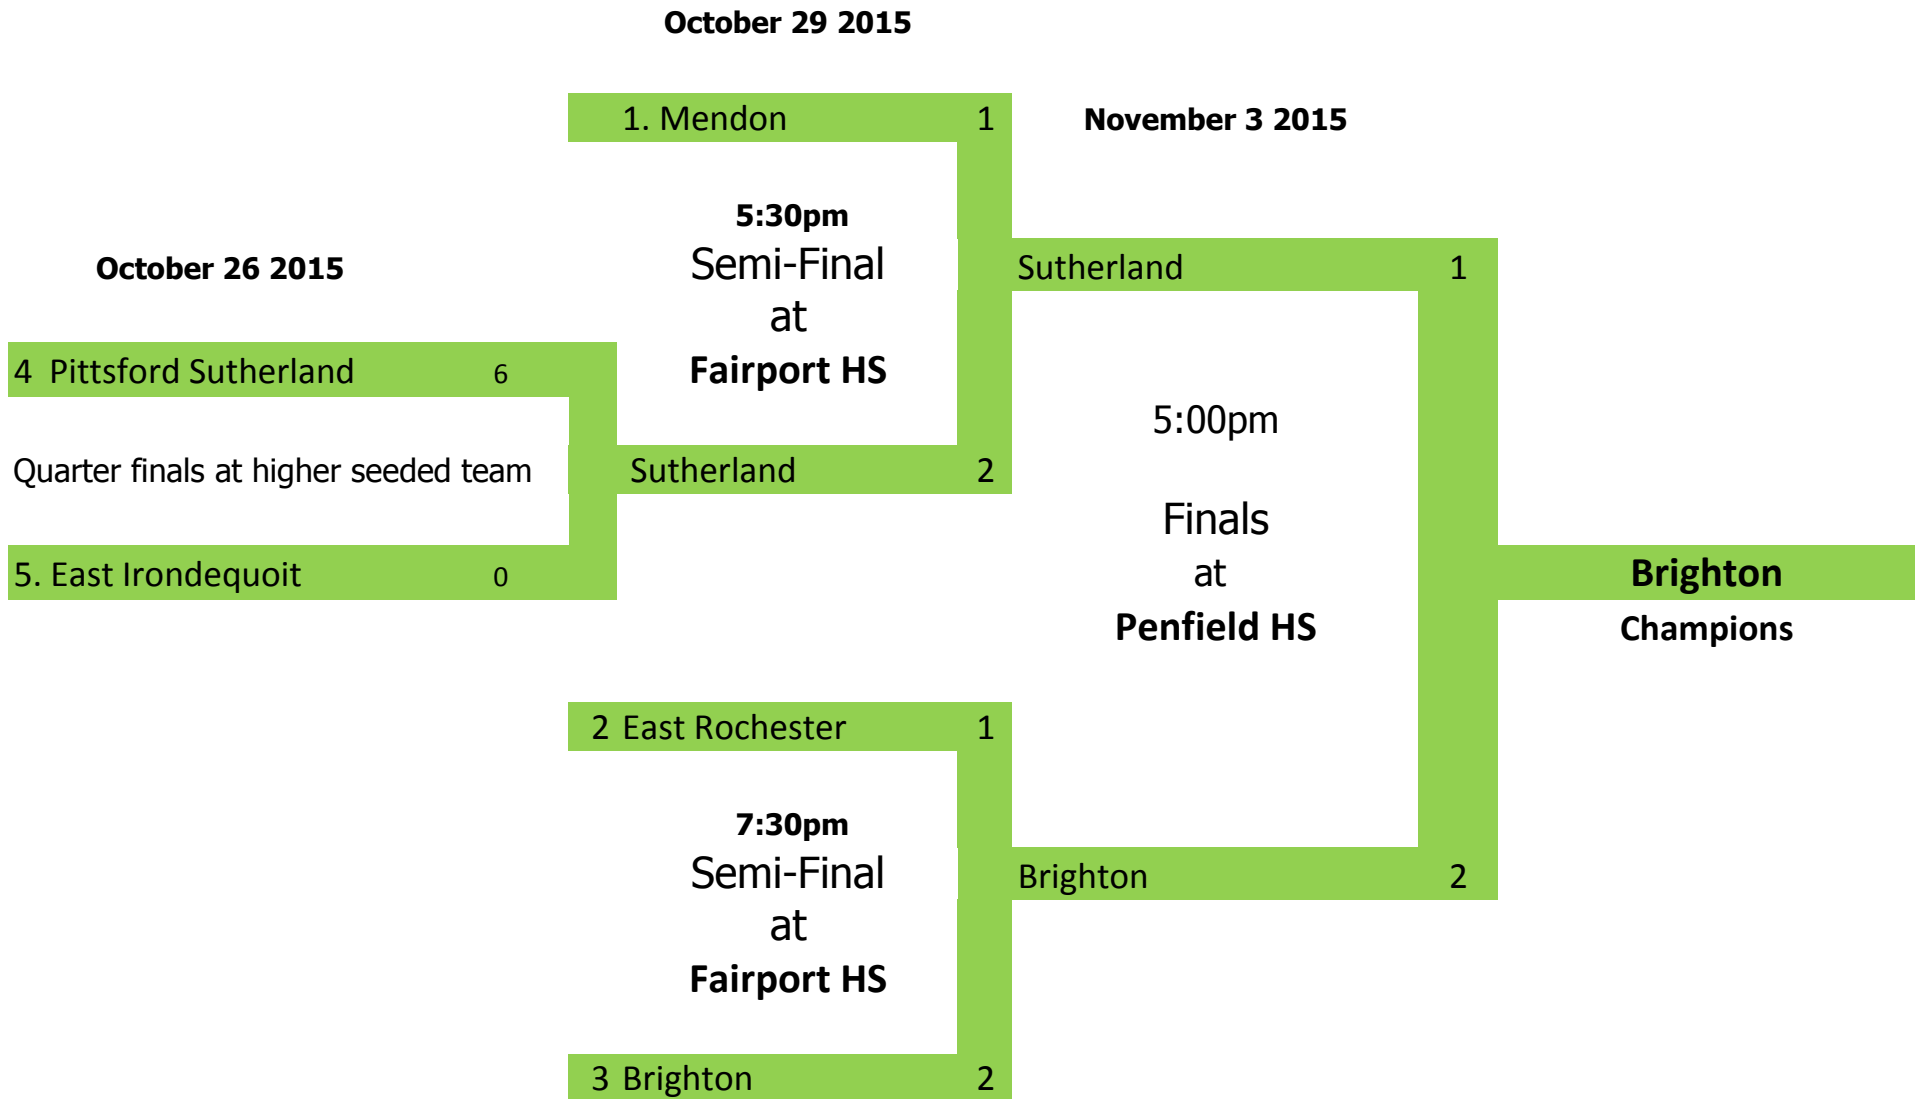 October 29 2015
1. Mendon 1
November 3 2015
5:30pm
Semi-Final
at
Fairport HS
October 26 2015
Sutherland 1
4 Pittsford Sutherland 6
Quarter finals at higher seeded team
Sutherland 2
5. East Irondequoit 0
5:00pm
Finals
at
Penfield HS
Brighton
Champions
2 East Rochester 1
7:30pm
Semi-Final
at
Fairport HS
Brighton 2
3 Brighton 2